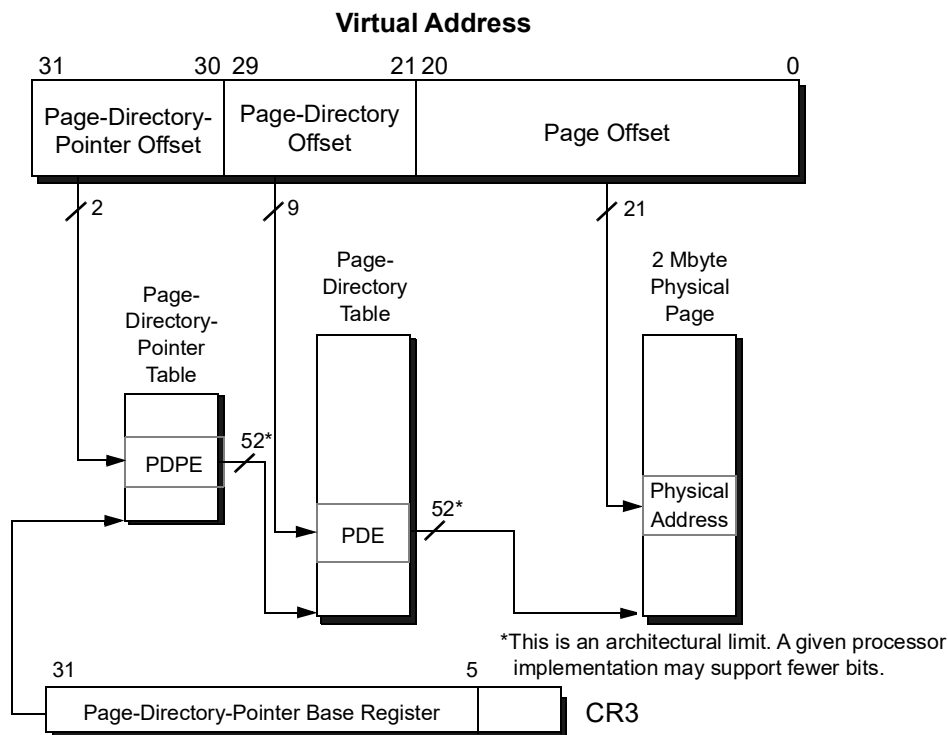 Virtual Address
31 30 29 21 20 0
Page-Directory-
Pointer Offset
Page-Directory
Offset
Page Offset
2
9
21
Page-
Directory-
Pointer
Table
Page-
Directory
Table
2 Mbyte
Physical
Page
PDPE
52*
PDE
52*
Physical
Address
*This is an architectural limit. A given processor
implementation may support fewer bits.
31 5
Page-Directory-Pointer Base Register
CR3